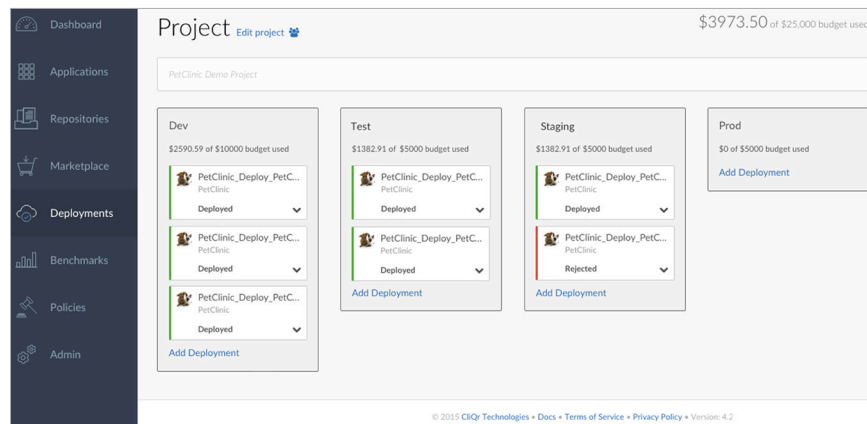 Dashboard
Applications
Repositories
Marketplace
Deployments
Benchmarks
Policies
Admin
Project Edit project
$3973.50 of $25,000 budget used
PetClinic Demo Project
Dev
$2590.59 of $10000 budget used
PetClinic_Deploy_PetC...
PetClinic
Deployed
PetClinic_Deploy_PetC...
PetClinic
Deployed
PetClinic_Deploy_PetC...
PetClinic
Deployed
Add Deployment
Test
$1382.91 of $5000 budget used
PetClinic_Deploy_PetC...
PetClinic
Deployed
PetClinic_Deploy_PetC...
PetClinic
Deployed
Add Deployment
Staging
$1382.91 of $5000 budget used
PetClinic_Deploy_PetC...
PetClinic
Deployed
PetClinic_Deploy_PetC...
PetClinic
Rejected
Add Deployment
Prod
$0 of $5000 budget used
Add Deployment
© 2015 CliQr Technologies • Docs • Terms of Service • Privacy Policy • Version: 4.2